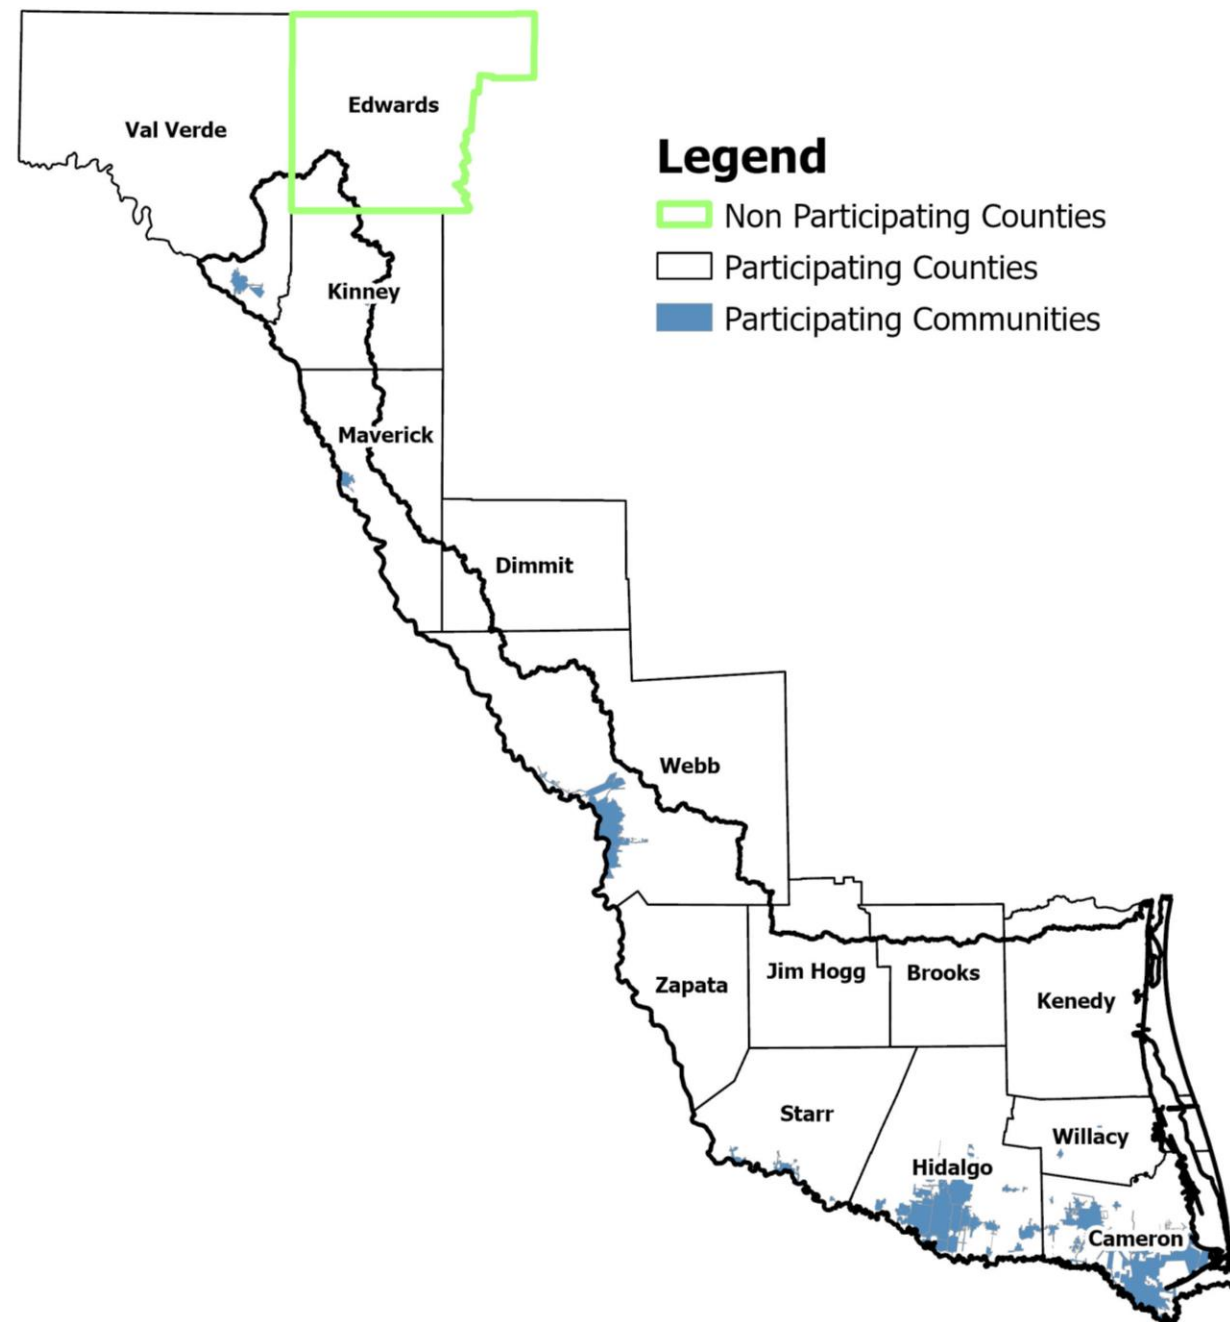 Edwards
Val Verde
Legend
Non Participating Counties
Participating Counties
Participating Communities
Kinney
Maverick
Dimmit
Webb
Zapata
Jim Hogg
Brooks
Kenedy
Starr
Willacy
Hidalgo
Cameron